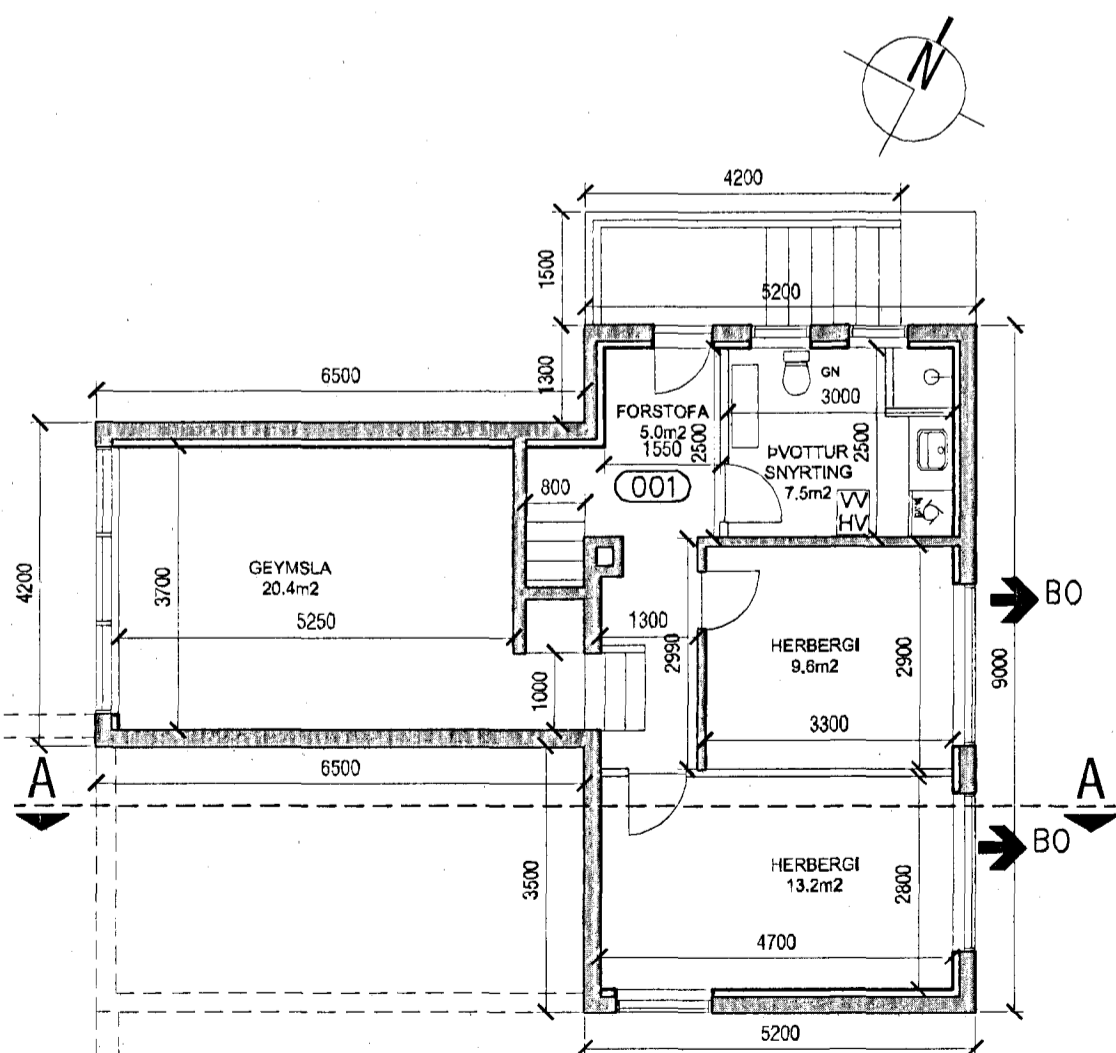 N
4200
1500
5200
1300
6500
GN
3000
FORSTOFA
5.0m2
1550
2500
ÞVOTTUR
SNYRTING
7.5m2
2500
001
VV
HV
800
4200
3700
GEYMSLA
20.4m2
5250
1300
2990
1000
HERBERGI
9.6m2
2900
3300
BO
9000
6500
A
A
3500
HERBERGI
13.2m2
2800
BO
4700
5200